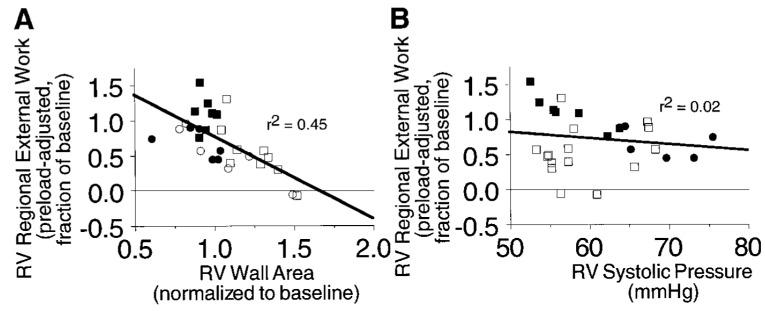 A
RV Regional External Work
(preload-adjusted,
fraction of baseline)
1.5
1.0
0.5
0.0
-0.5
r² = 0.45
0.5 1.0 1.5 2.0
RV Wall Area
(normalized to baseline)
B
RV Regional External Work
(preload-adjusted,
fraction of baseline)
1.5
1.0
0.5
0.0
-0.5
r² = 0.02
50 60 70 80
RV Systolic Pressure
(mmHg)